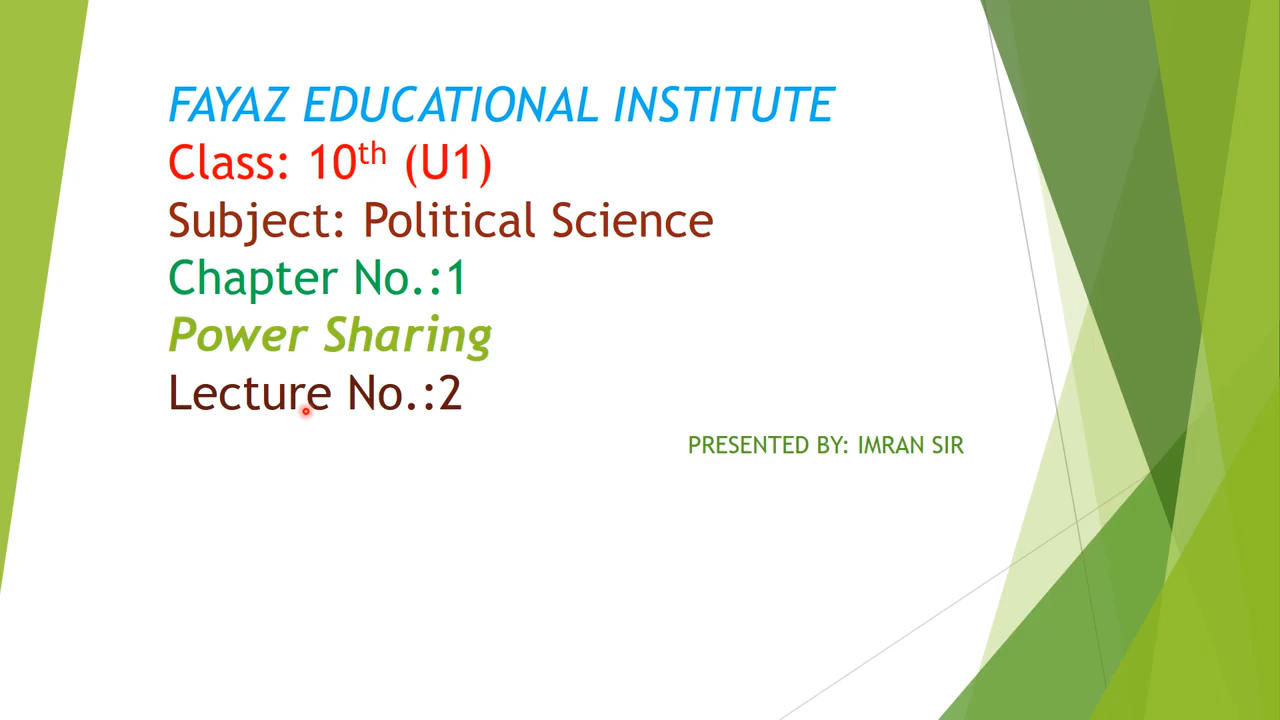 FAYAZ EDUCATIONAL INSTITUTE
Class: 10th (U1)
Subject: Political Science
Chapter No.:1
Power Sharing
Lecture No.:2
PRESENTED BY: IMRAN SIR